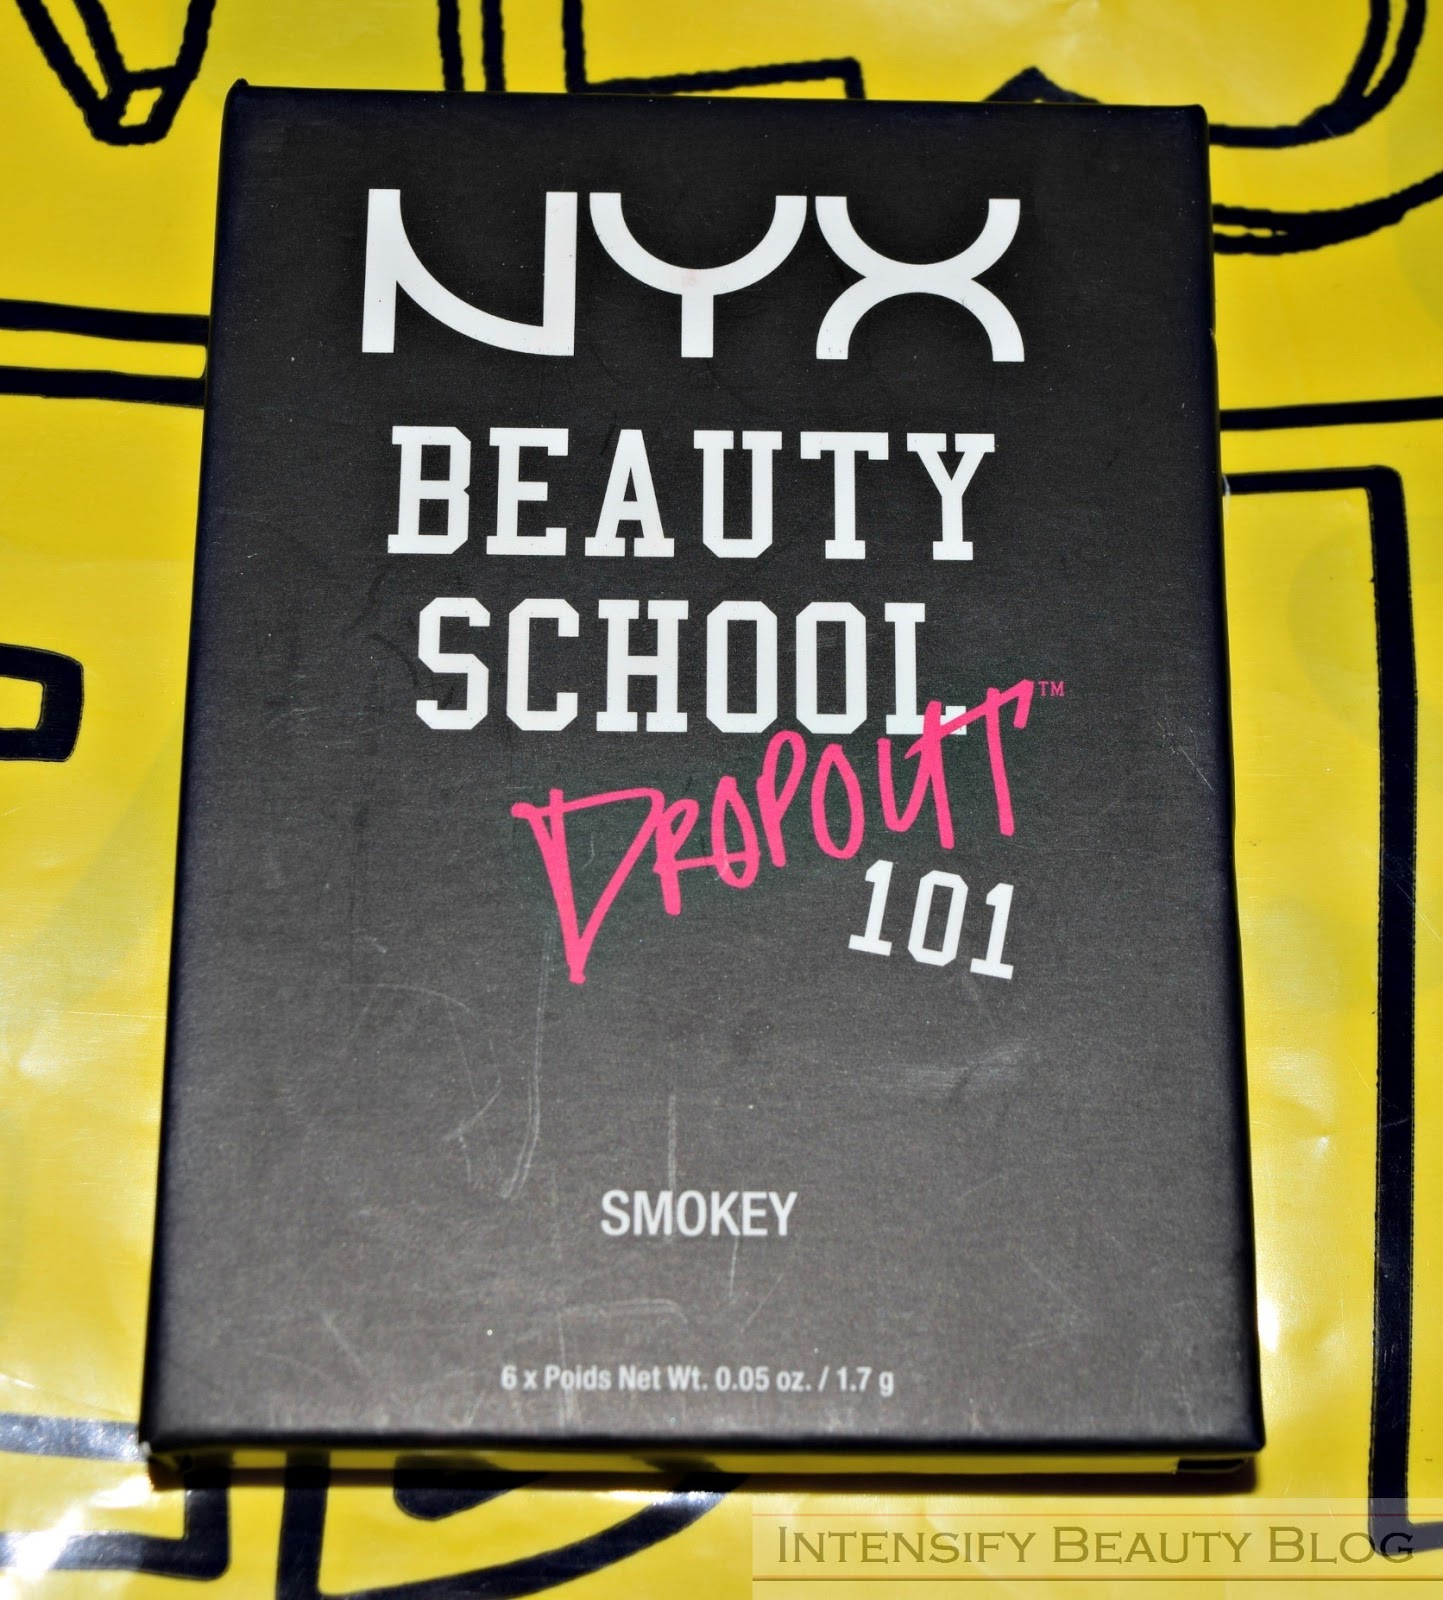 NYX
BEAUTY
SCHOOL
DROPOUT™
101
SMOKEY
6 x Poids Net Wt. 0.05 oz. / 1.7 g
INTENSIFY BEAUTY BLOG